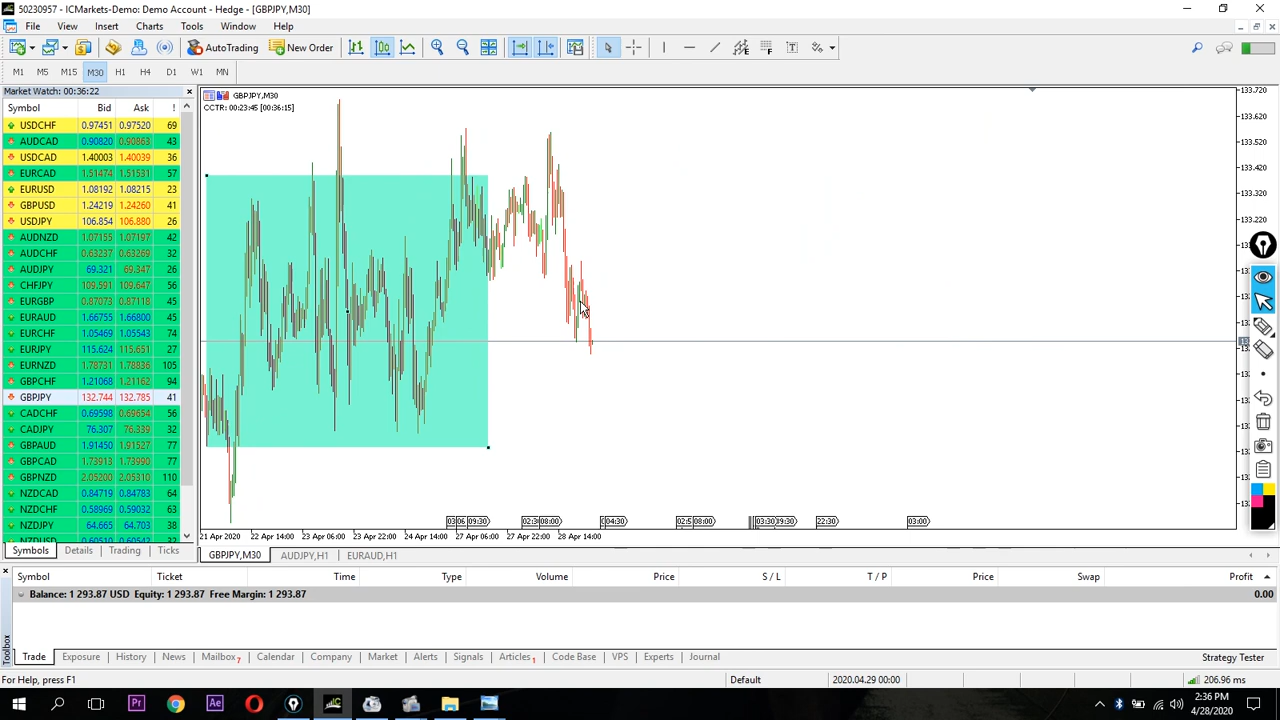 50230957 - ICMarkets-Demo: Demo Account - Hedge - [GBPJPY,M30]
File View Insert Charts Tools Window Help
AutoTrading New Order
M1 M5 M15 M30 H1 H4 D1 W1 MN
Market Watch: 00:36:22
Symbol Bid Ask !
USDCHF 0.97451 0.97520 69
AUDCAD 0.90820 0.90863 43
USDCAD 1.40003 1.40039 36
EURCAD 1.51474 1.51531 57
EURUSD 1.08192 1.08215 23
GBPUSD 1.24219 1.24260 41
USDJPY 106.854 106.880 26
AUDNZD 1.07155 1.07197 42
AUDCHF 0.63237 0.63269 32
AUDJPY 69.321 69.347 26
CHFJPY 109.591 109.647 56
EURGBP 0.87073 0.87118 45
EURAUD 1.66755 1.66800 45
EURCHF 1.05469 1.05543 74
EURJPY 115.624 115.651 27
EURNZD 1.78731 1.78836 105
GBPCHF 1.21068 1.21162 94
GBPJPY 132.744 132.785 41
CADCHF 0.69598 0.69654 56
CADJPY 76.307 76.339 32
GBPAUD 1.91450 1.91527 77
GBPCAD 1.73913 1.73990 77
GBPNZD 2.05200 2.05310 110
NZDCAD 0.84719 0.84783 64
NZDCHF 0.58969 0.59032 63
NZDJPY 64.665 64.703 38
NZDUSD 0.60510 0.60542
Symbols Details Trading Ticks
GBPJPY,M30
CCTR: 00:23:45 [00:36:15]
133.720
133.620
133.520
133.420
133.320
133.220
09:30 08:00 04:30 08:00 22:30 03:00
21 Apr 2020 22 Apr 14:00 23 Apr 06:00 23 Apr 22:00 24 Apr 14:00 27 Apr 06:00 27 Apr 22:00 28 Apr 14:00
GBPJPY,M30 AUDJPY,H1 EURAUD,H1
Symbol Ticket Time Type Volume Price S / L T / P Price Swap Profit
Balance: 1 293.87 USD Equity: 1 293.87 Free Margin: 1 293.87 0.00
Toolbox
Trade Exposure History News Mailbox 7 Calendar Company Market Alerts Signals Articles 1 Code Base VPS Experts Journal Strategy Tester
For Help, press F1 Default 2020.04.29 00:00 206.96 ms
Pr Ae
2:36 PM
4/28/2020